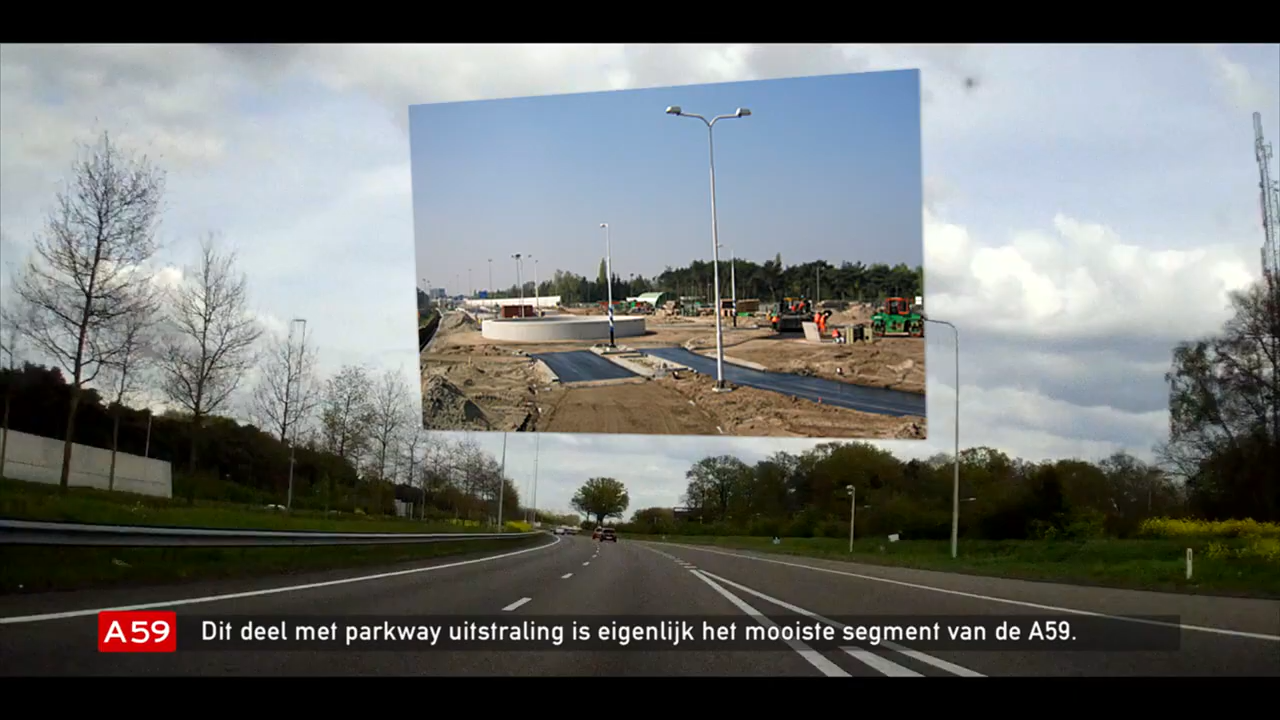 A59 Dit deel met parkway uitstraling is eigenlijk het mooiste segment van de A59.